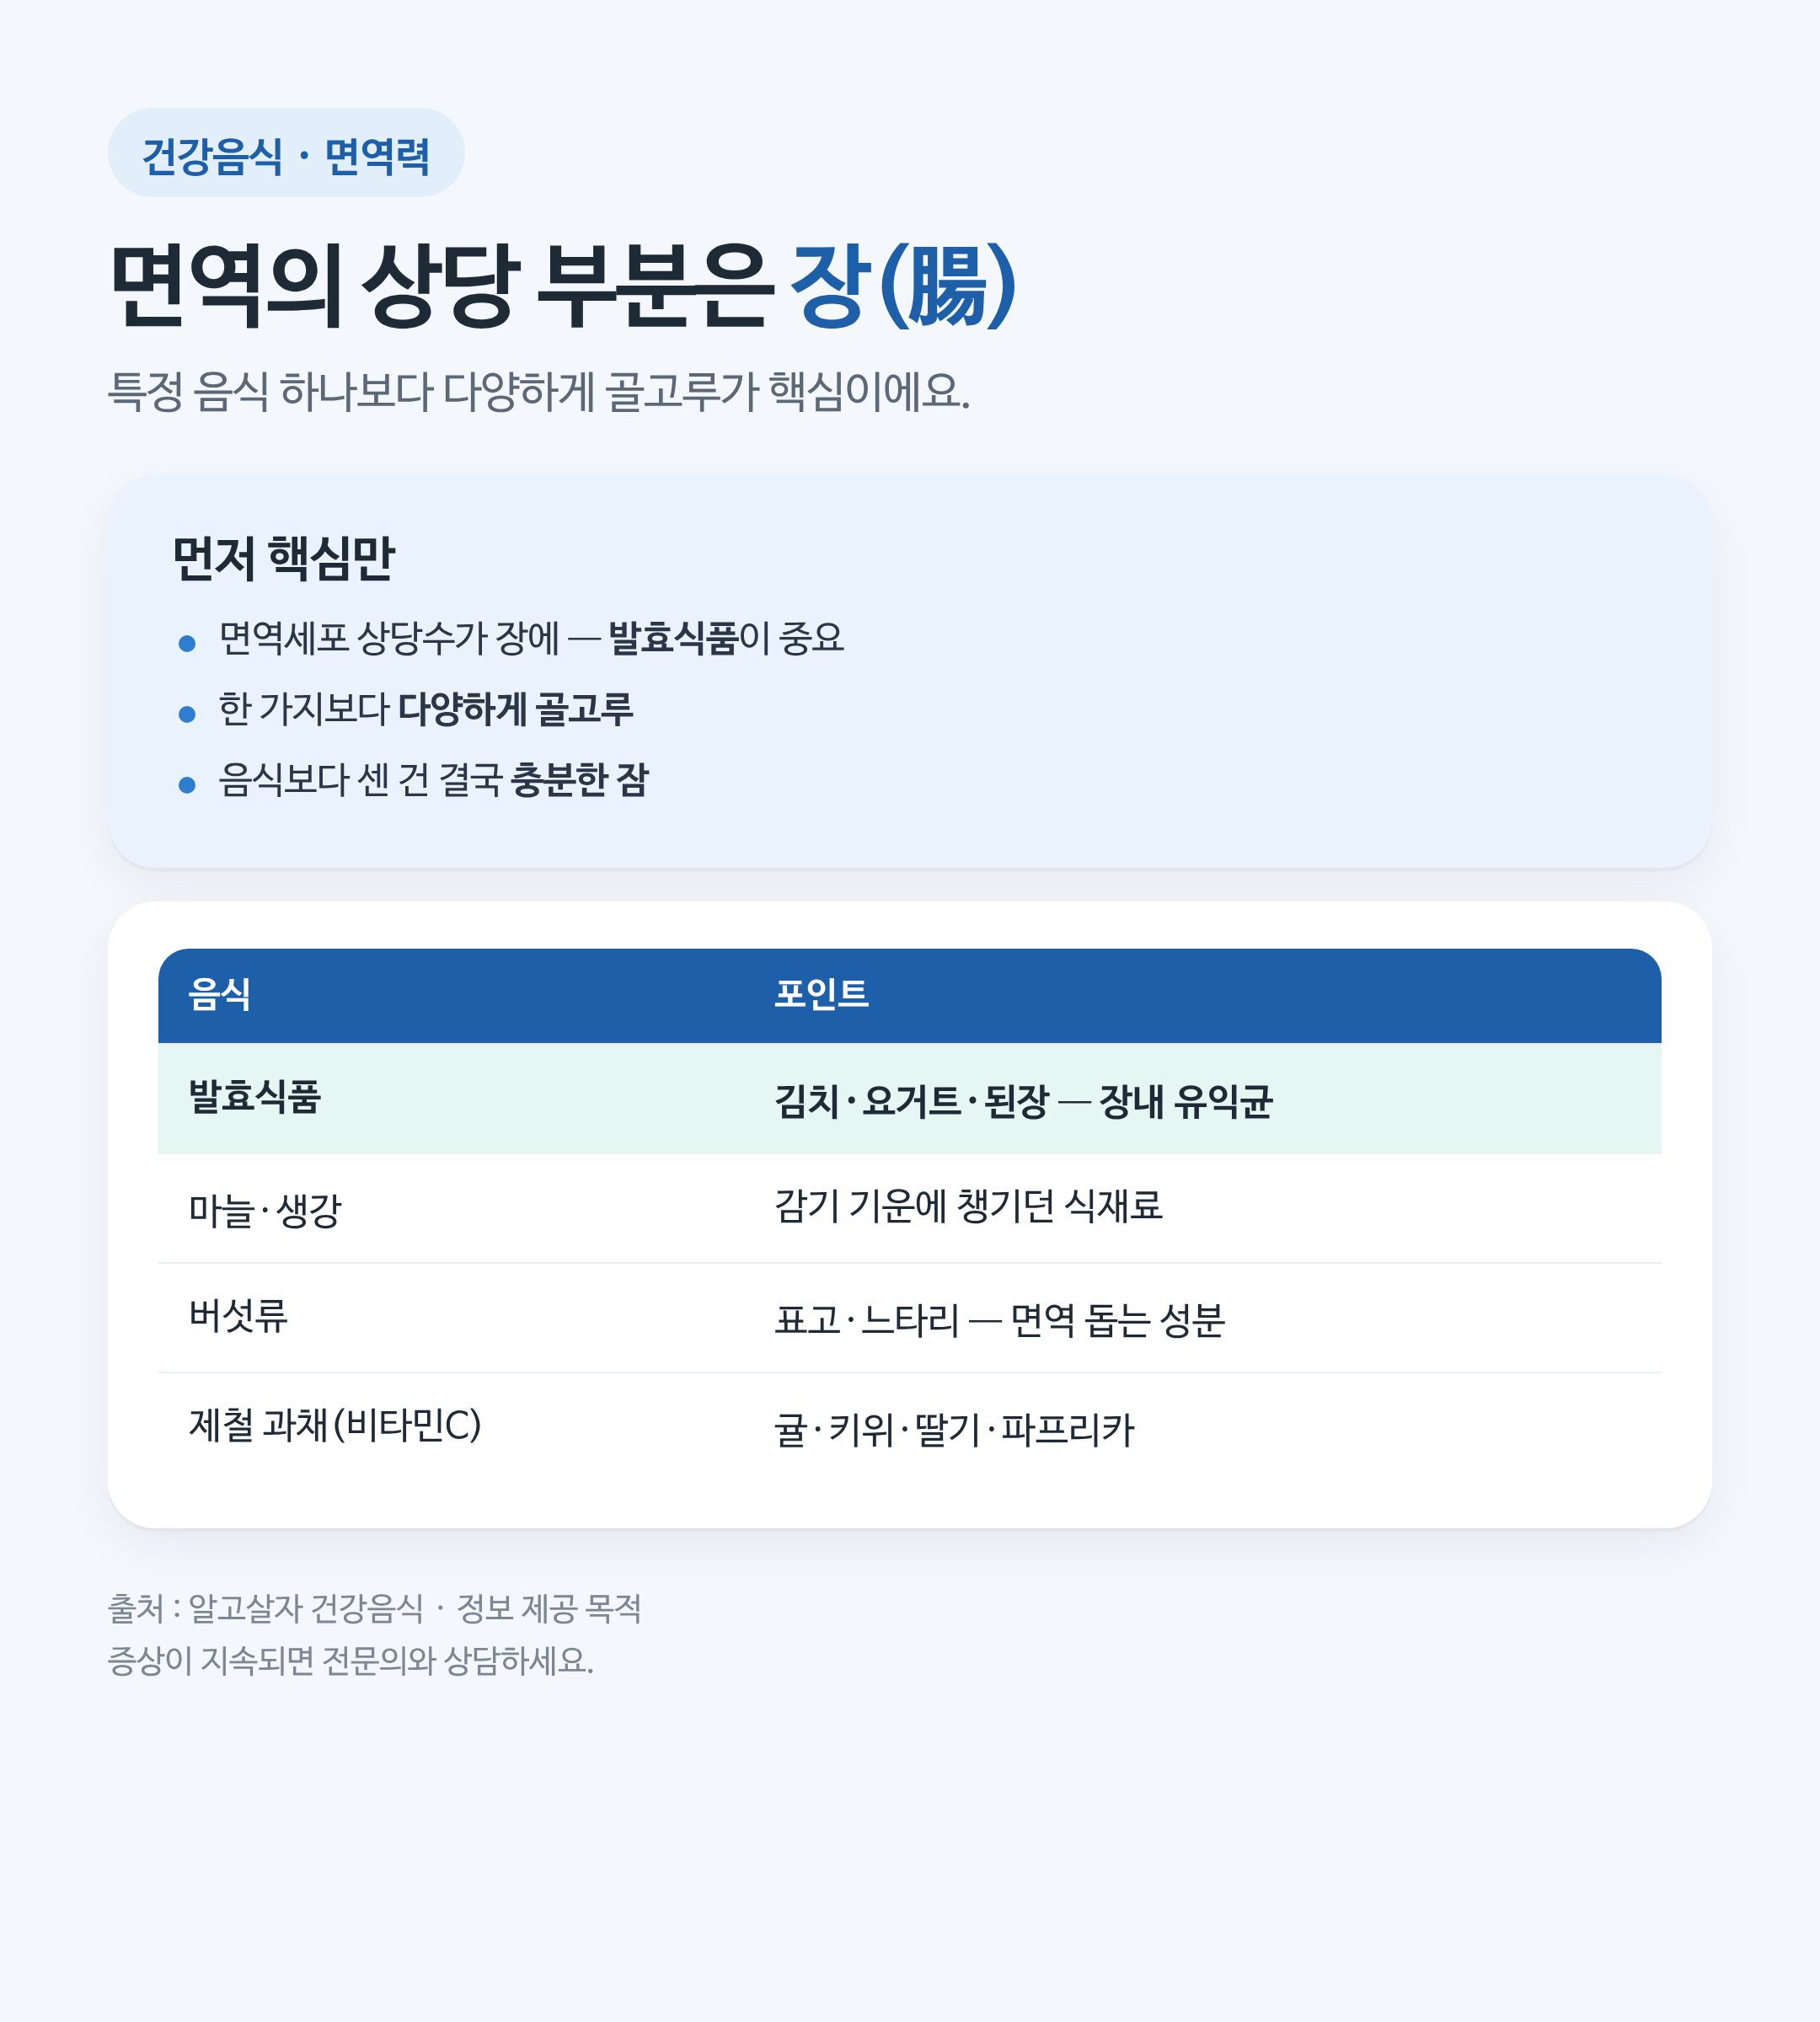 건강음식 · 면역력
면역의 상당 부분은 장(腸)
특정 음식 하나보다 다양하게 골고루가 핵심이에요.
먼저 핵심만
면역세포 상당수가 장에 — 발효식품이 중요
한 가지보다 다양하게 골고루
음식보다 센 건 결국 충분한 잠
음식 포인트
발효식품 김치·요거트·된장 — 장내 유익균
마늘·생강 감기 기운에 챙기던 식재료
버섯류 표고·느타리 — 면역 돕는 성분
제철 과채(비타민C) 귤·키위·딸기·파프리카
출처 : 알고살자 건강음식 · 정보 제공 목적
증상이 지속되면 전문의와 상담하세요.